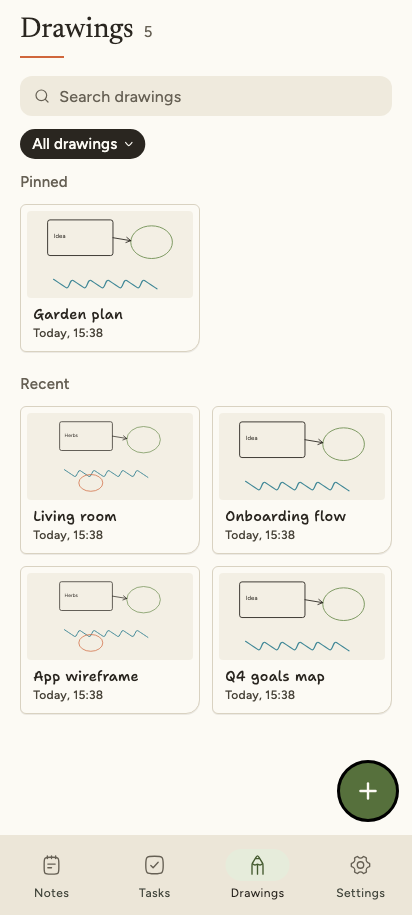 Drawings 5
Search drawings
All drawings
Pinned
Idea
Garden plan
Today, 15:38
Recent
Herbs
Living room
Today, 15:38
Idea
Onboarding flow
Today, 15:38
Herbs
App wireframe
Today, 15:38
Idea
Q4 goals map
Today, 15:38
Notes
Tasks
Drawings
Settings